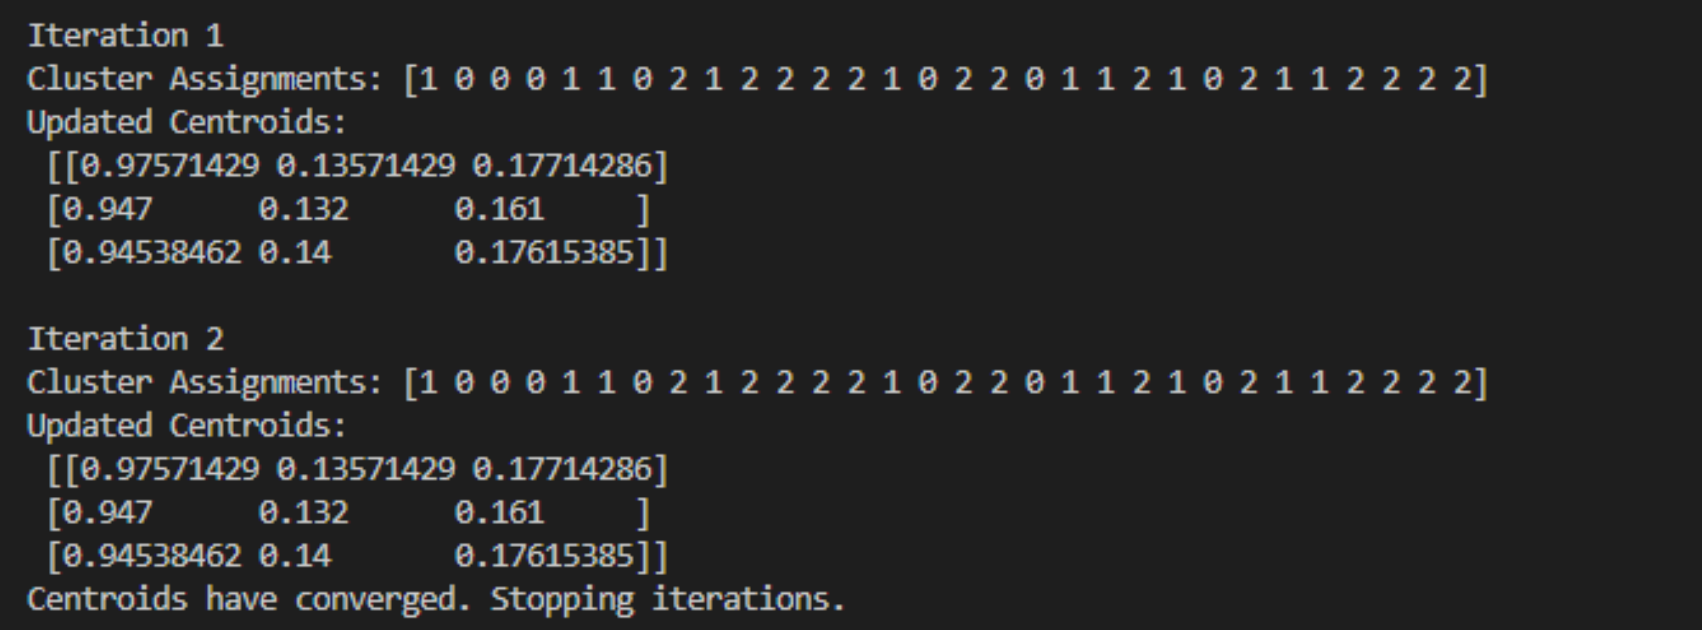 Iteration 1
Cluster Assignments: [1 0 0 0 1 1 0 2 1 2 2 2 2 1 0 2 2 0 1 1 2 1 0 2 1 1 2 2 2 2]
Updated Centroids:
[[0.97571429 0.13571429 0.17714286]
[0.947      0.132      0.161     ]
[0.94538462 0.14       0.17615385]]
Iteration 2
Cluster Assignments: [1 0 0 0 1 1 0 2 1 2 2 2 2 1 0 2 2 0 1 1 2 1 0 2 1 1 2 2 2 2]
Updated Centroids:
[[0.97571429 0.13571429 0.17714286]
[0.947      0.132      0.161     ]
[0.94538462 0.14       0.17615385]]
Centroids have converged. Stopping iterations.